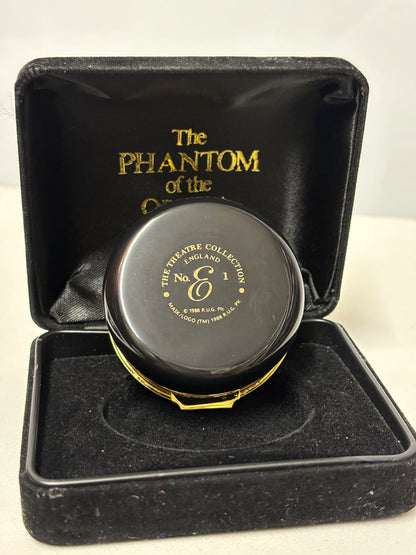 The
PHANTOM
of the
THE THEATRE COLLECTION
ENGLAND
No. E 1
© 1988 R.U.G. Plc
MASK/LOGO (TM) 1988 R.U.G. Plc